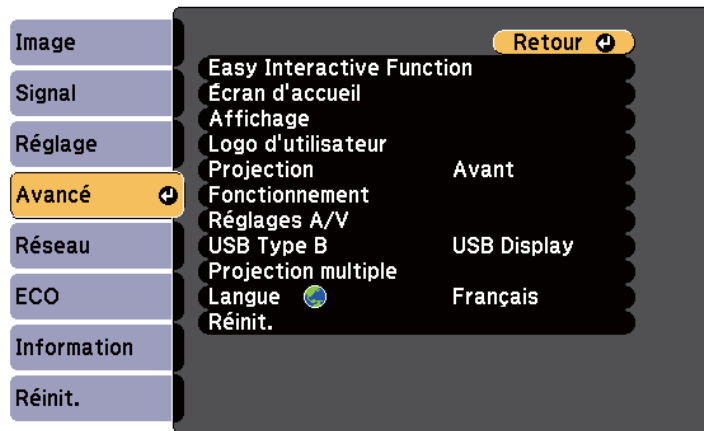 Image
Signal
Réglage
Avancé
Réseau
ECO
Information
Réinit.
Retour
Easy Interactive Function
Écran d'accueil
Affichage
Logo d'utilisateur
Projection Avant
Fonctionnement
Réglages A/V
USB Type B USB Display
Projection multiple
Langue Français
Réinit.